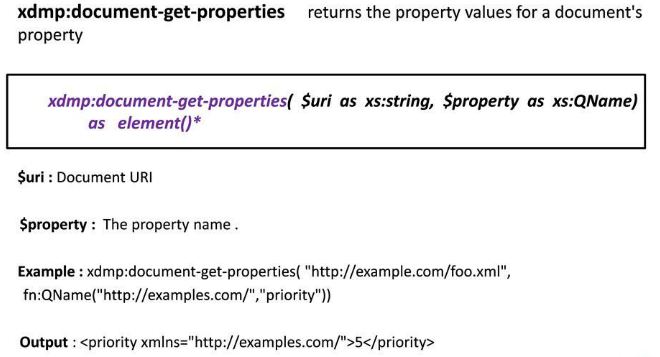 xdmp:document-get-properties returns the property values for a document's
property
xdmp:document-get-properties( $uri as xs:string, $property as xs:QName)
as element()*
$uri : Document URI
$property : The property name .
Example : xdmp:document-get-properties( "http://example.com/foo.xml",
fn:QName("http://examples.com/","priority"))
Output : <priority xmlns="http://examples.com/">5</priority>